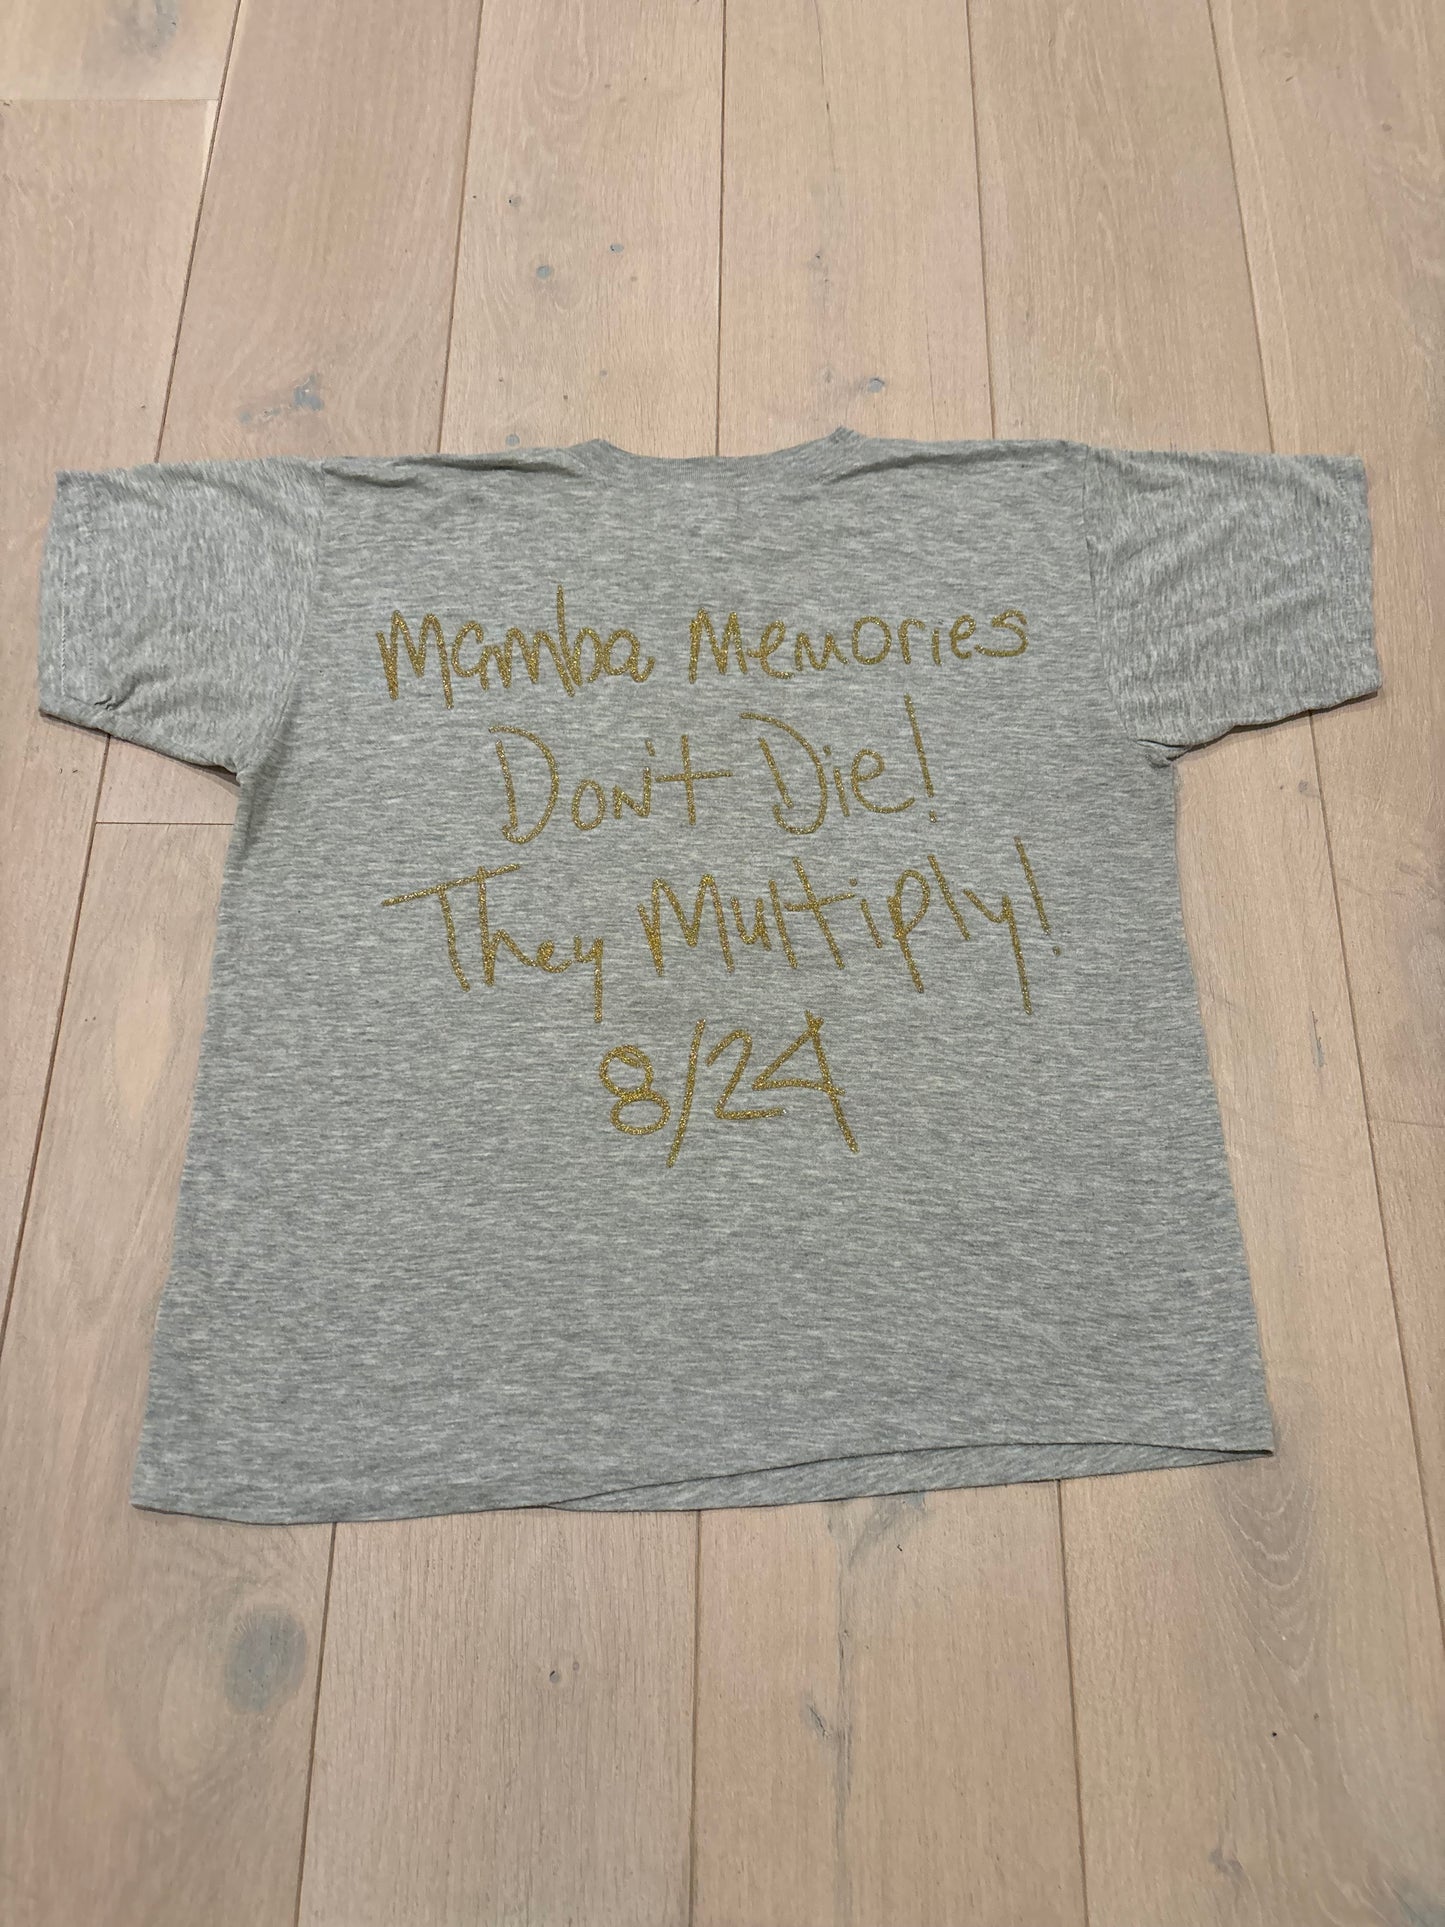 Mamba Memories
Don't Die!
They Multiply!
8/24